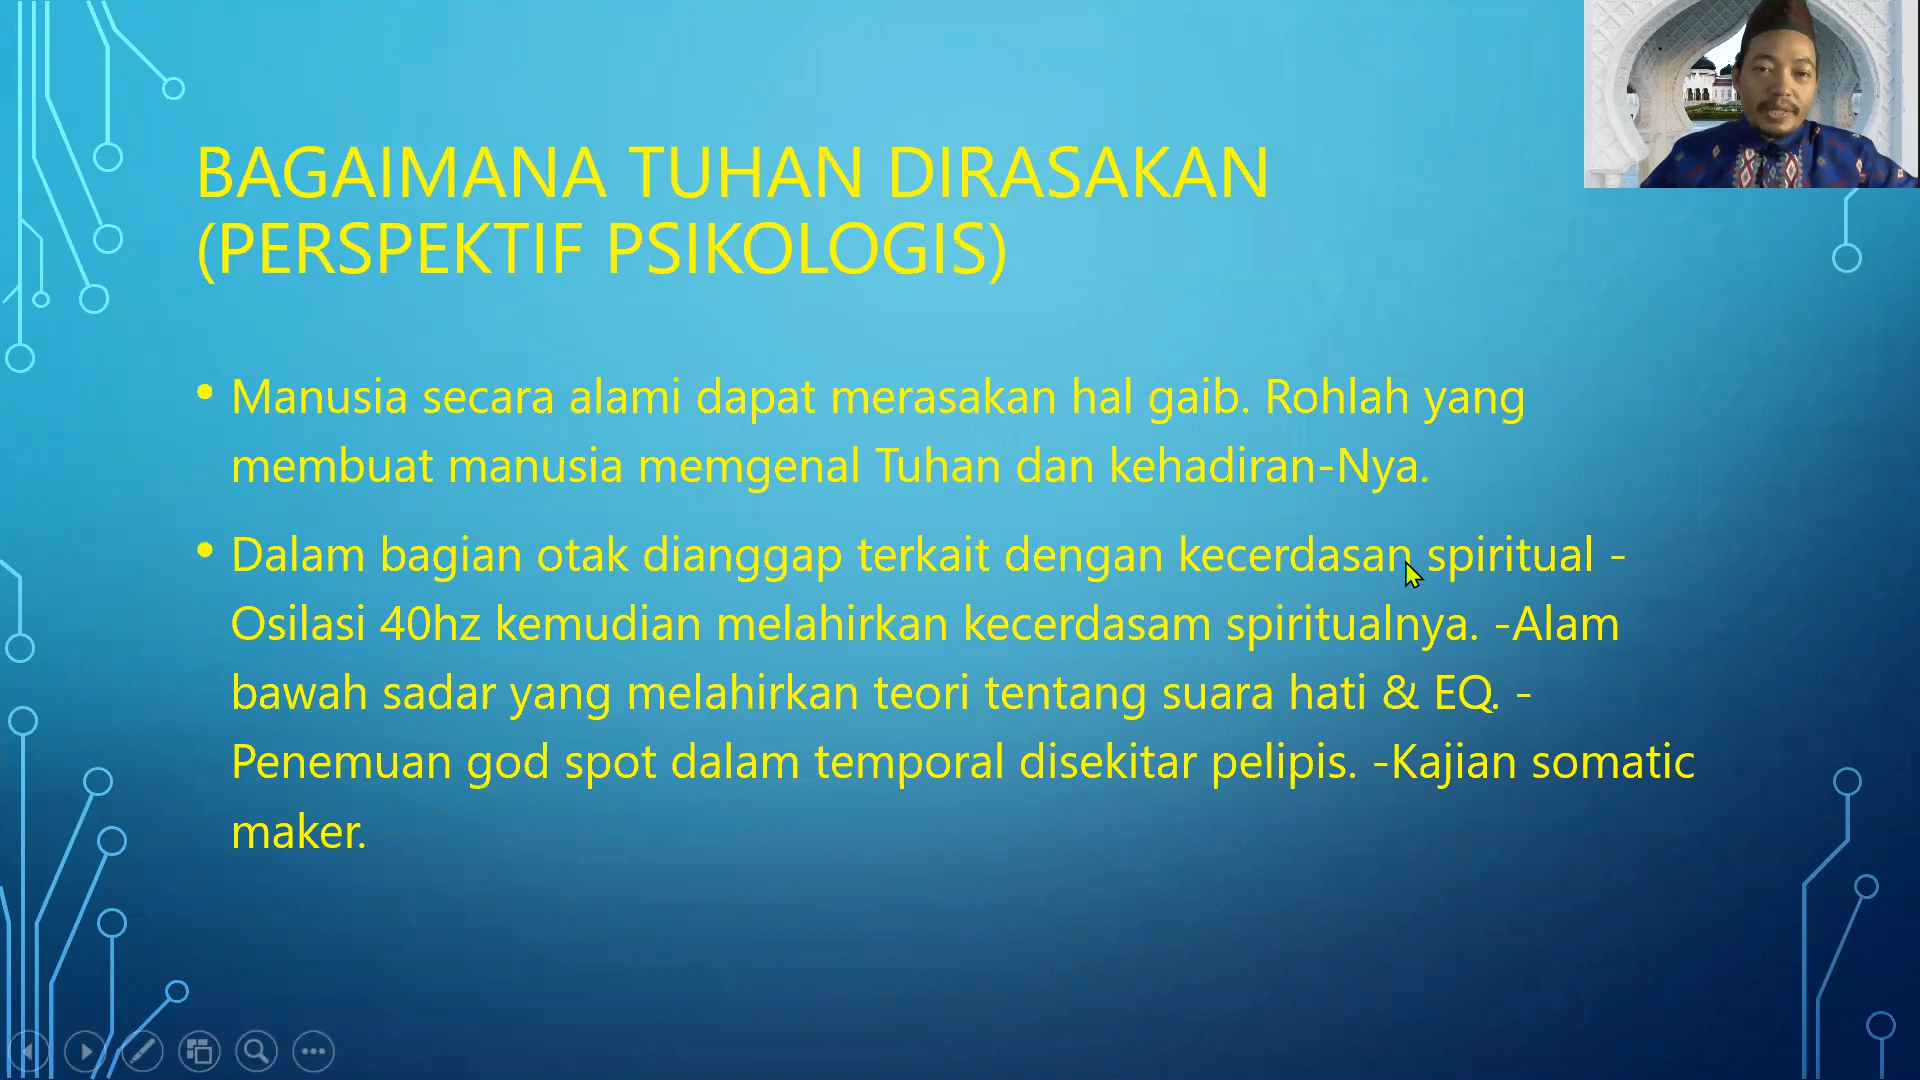 BAGAIMANA TUHAN DIRASAKAN
(PERSPEKTIF PSIKOLOGIS)
• Manusia secara alami dapat merasakan hal gaib. Rohlah yang
membuat manusia memgenal Tuhan dan kehadiran-Nya.
• Dalam bagian otak dianggap terkait dengan kecerdasan spiritual -
Osilasi 40hz kemudian melahirkan kecerdasam spiritualnya. -Alam
bawah sadar yang melahirkan teori tentang suara hati & EQ. -
Penemuan god spot dalam temporal disekitar pelipis. -Kajian somatic
maker.